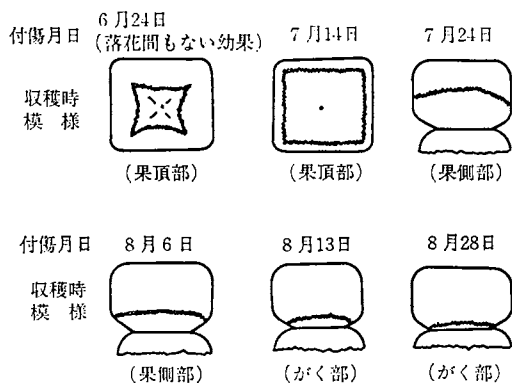 付傷月日 6月24日 7月14日 7月24日
(落花間もない効果)
収穫時
模様
(果頂部) (果頂部) (果側部)
付傷月日 8月6日 8月13日 8月28日
収穫時
模様
(果側部) (がく部) (がく部)